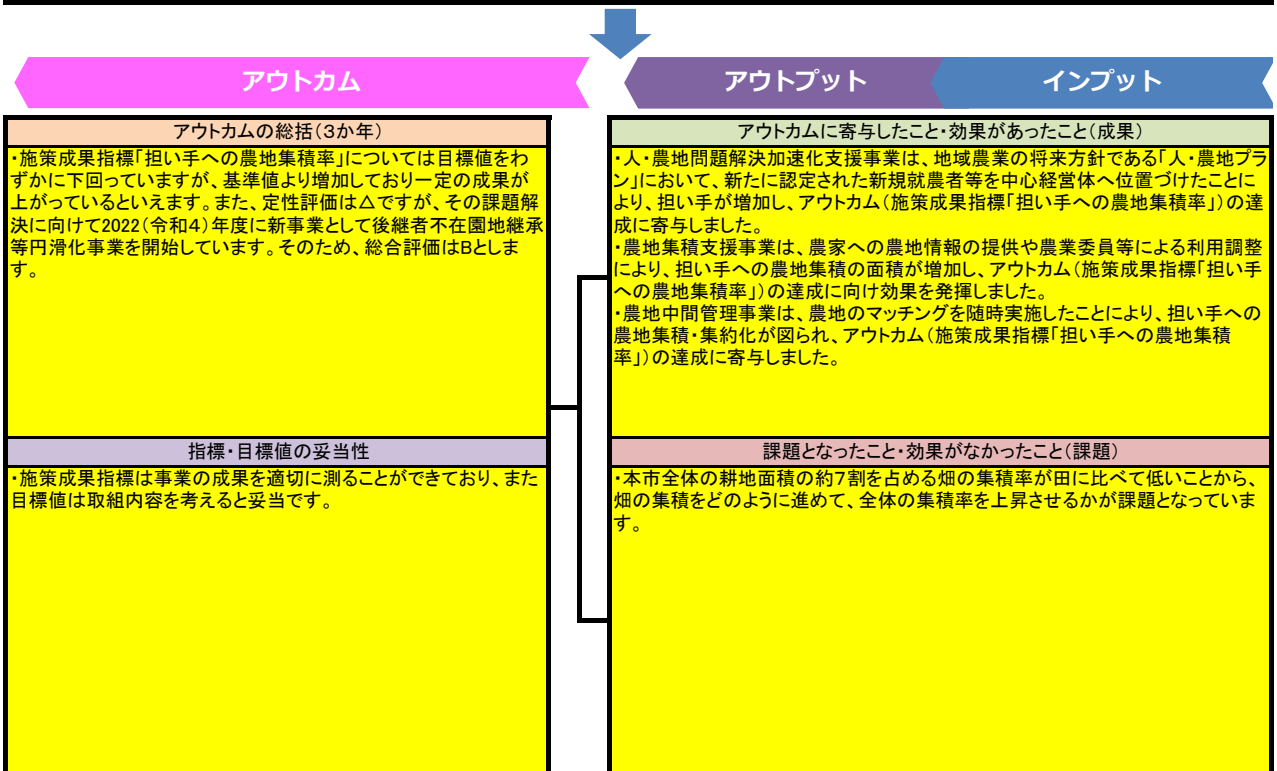 アウトカム
アウトプット
インプット
アウトカムの総括(3か年)
・施策成果指標「担い手への農地集積率」については目標値をわ
ずかに下回っていますが、基準値より増加しており一定の成果が
上がっているといえます。また、定性評価は△ですが、その課題解
決に向けて2022(令和4)年度に新事業として後継者不在園地継承
等円滑化事業を開始しています。そのため、総合評価はBとしま
す。
指標・目標値の妥当性
・施策成果指標は事業の成果を適切に測ることができており、また
目標値は取組内容を考えると妥当です。
アウトカムに寄与したこと・効果があったこと(成果)
・人・農地問題解決加速化支援事業は、地域農業の将来方針である「人・農地プラ
ン」において、新たに認定された新規就農者等を中心経営体へ位置づけたことに
より、担い手が増加し、アウトカム(施策成果指標「担い手への農地集積率」)の達
成に寄与しました。
・農地集積支援事業は、農家への農地情報の提供や農業委員等による利用調整
により、担い手への農地集積の面積が増加し、アウトカム(施策成果指標「担い手
への農地集積率」)の達成に向け効果を発揮しました。
・農地中間管理事業は、農地のマッチングを随時実施したことにより、担い手への
農地集積・集約化が図られ、アウトカム(施策成果指標「担い手への農地集積
率」)の達成に寄与しました。
課題となったこと・効果がなかったこと(課題)
・本市全体の耕地面積の約7割を占める畑の集積率が田に比べて低いことから、
畑の集積をどのように進めて、全体の集積率を上昇させるかが課題となっていま
す。